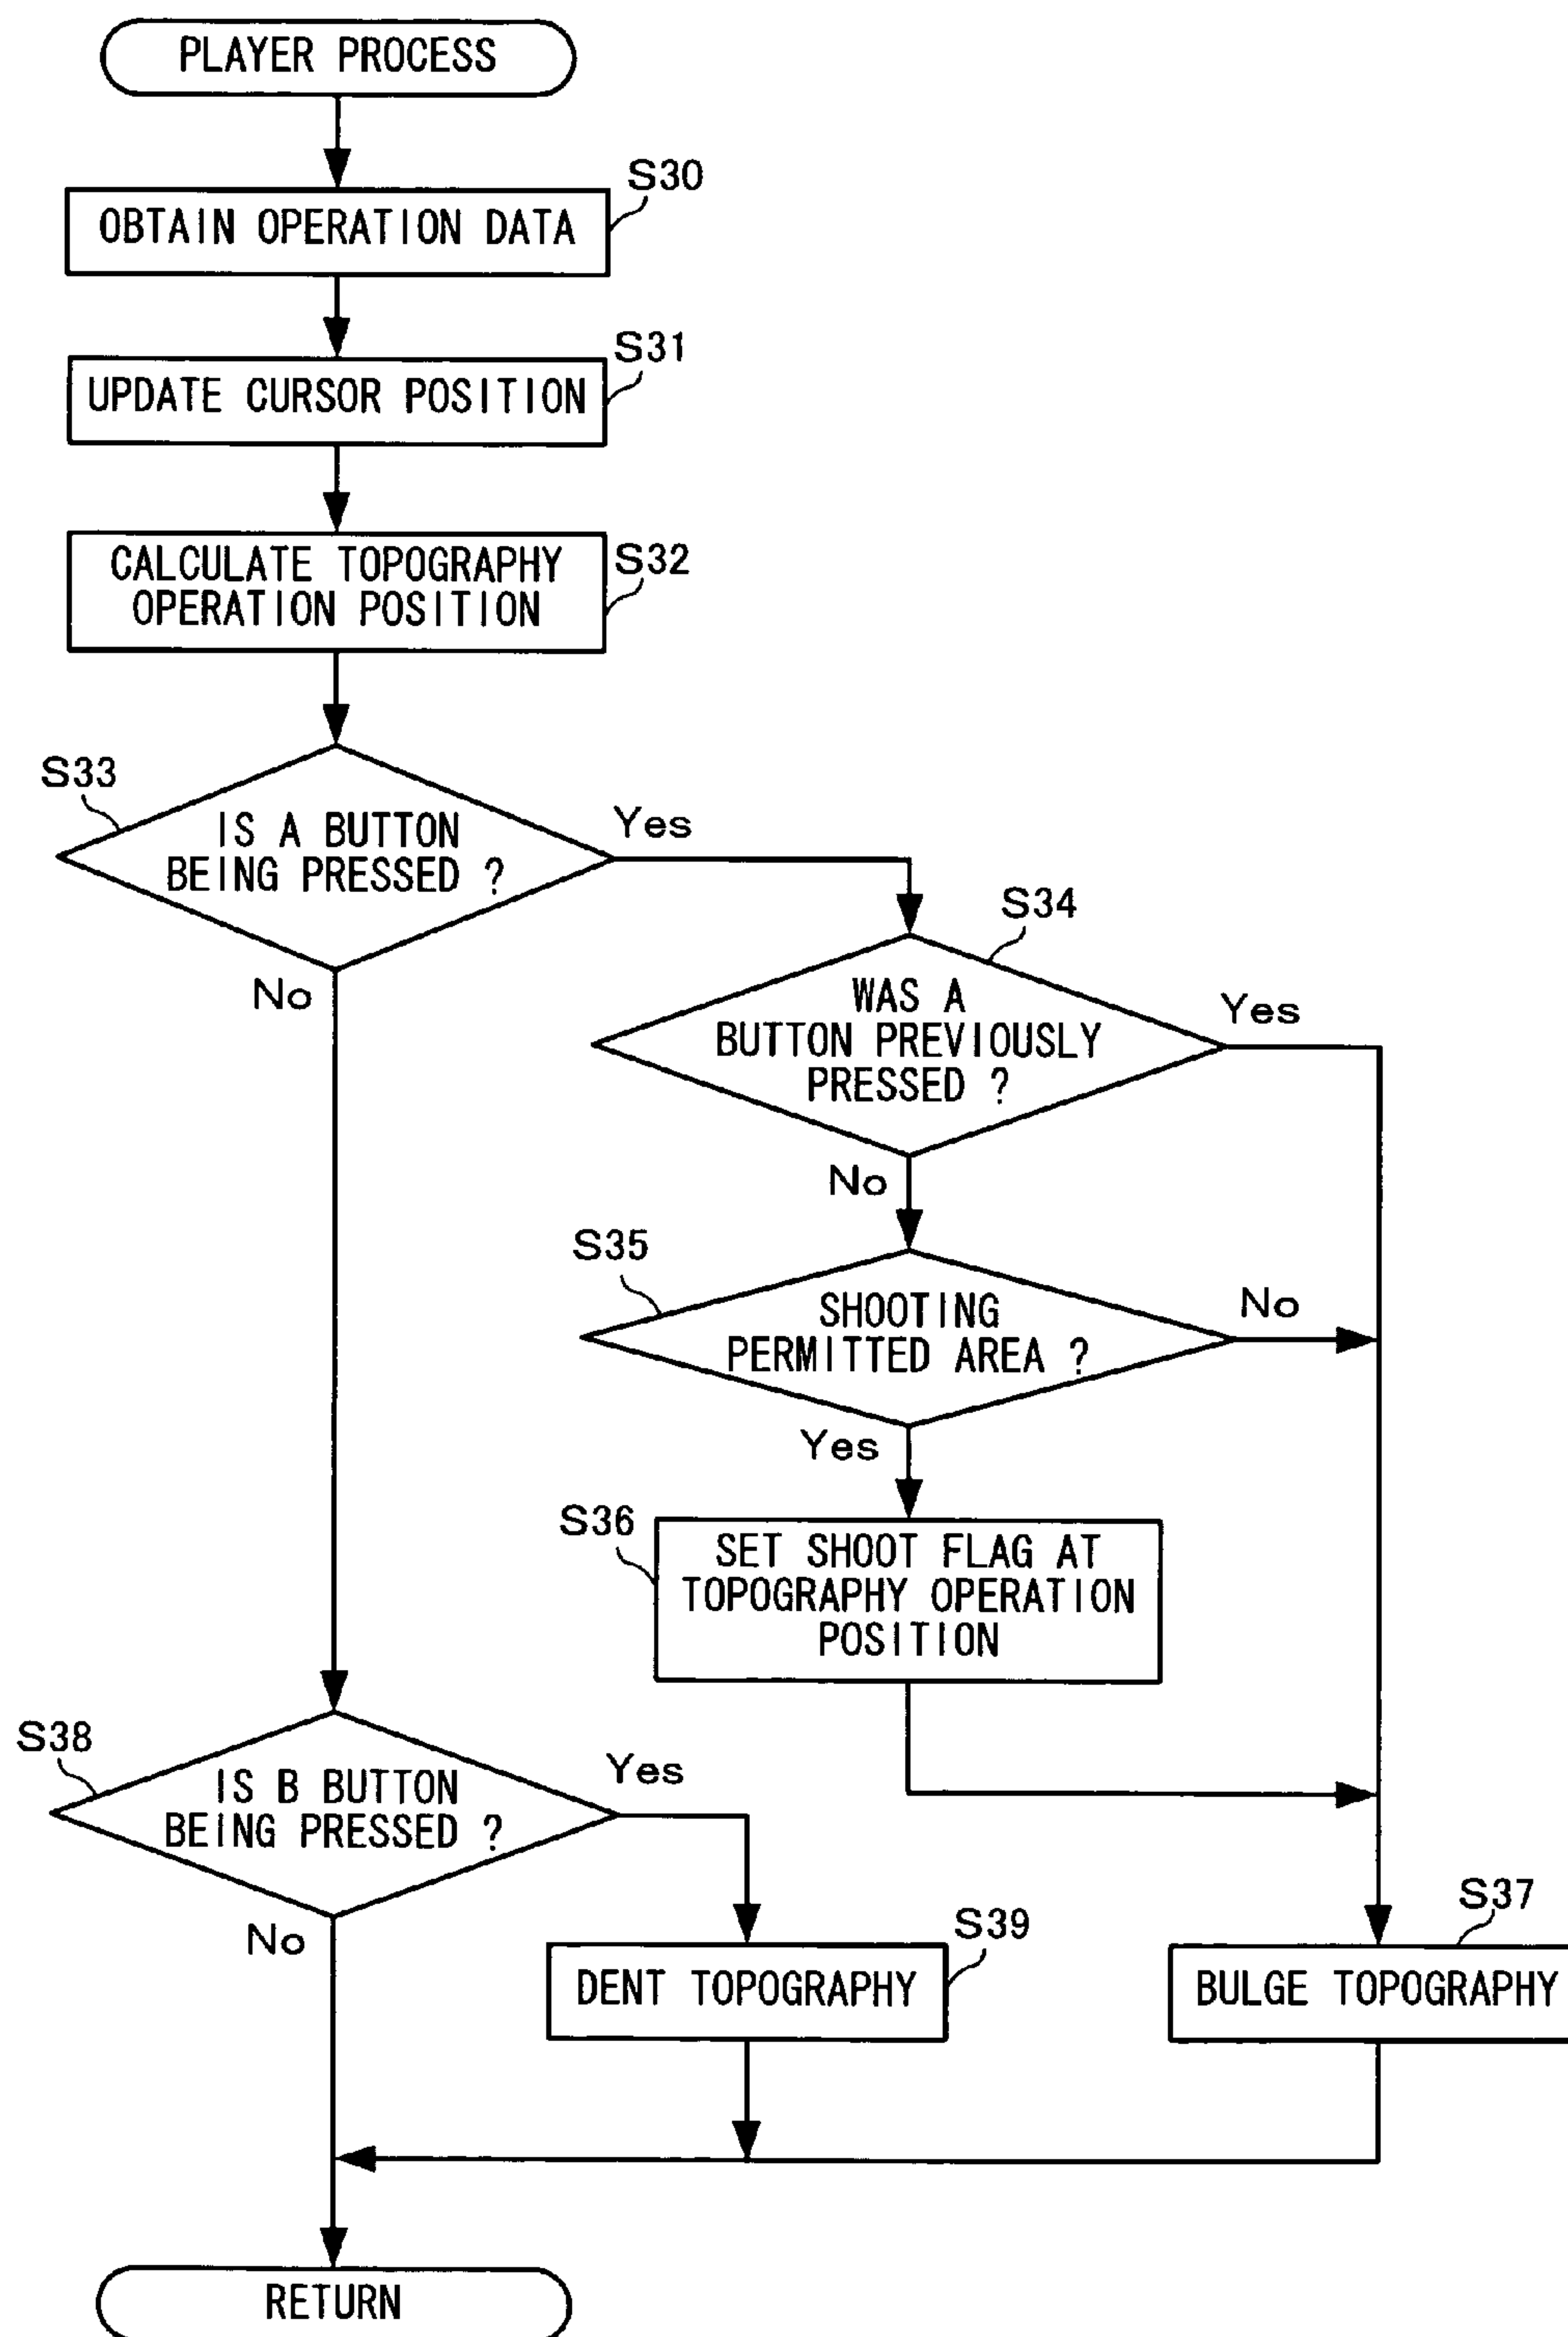 PLAYER PROCESS
S30
OBTAIN OPERATION DATA
S31
UPDATE CURSOR POSITION
S32
CALCULATE TOPOGRAPHY
OPERATION POSITION
S33
IS A BUTTON
BEING PRESSED ?
Yes
No
S34
WAS A
BUTTON PREVIOUSLY
PRESSED ?
Yes
No
S35
SHOOTING
PERMITTED AREA ?
No
Yes
S36
SET SHOOT FLAG AT
TOPOGRAPHY OPERATION
POSITION
S38
IS B BUTTON
BEING PRESSED ?
Yes
No
S39
DENT TOPOGRAPHY
S37
BULGE TOPOGRAPHY
RETURN